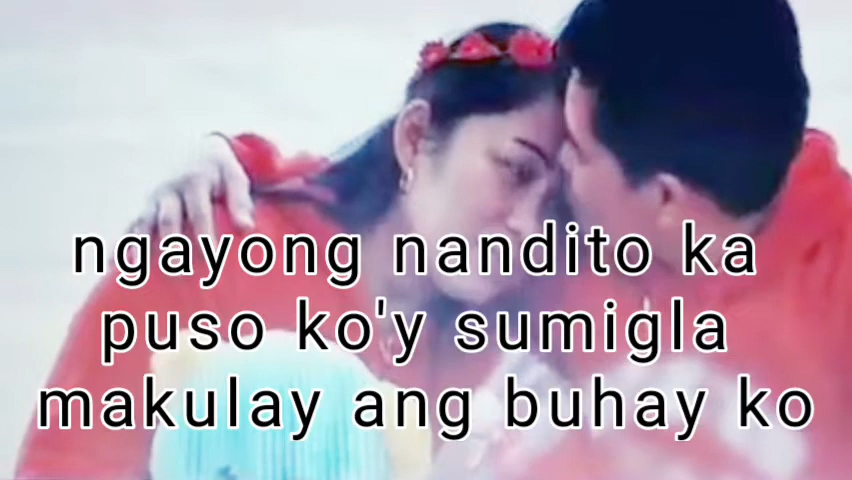 ngayong nandito ka
puso ko'y sumigla
makulay ang buhay ko